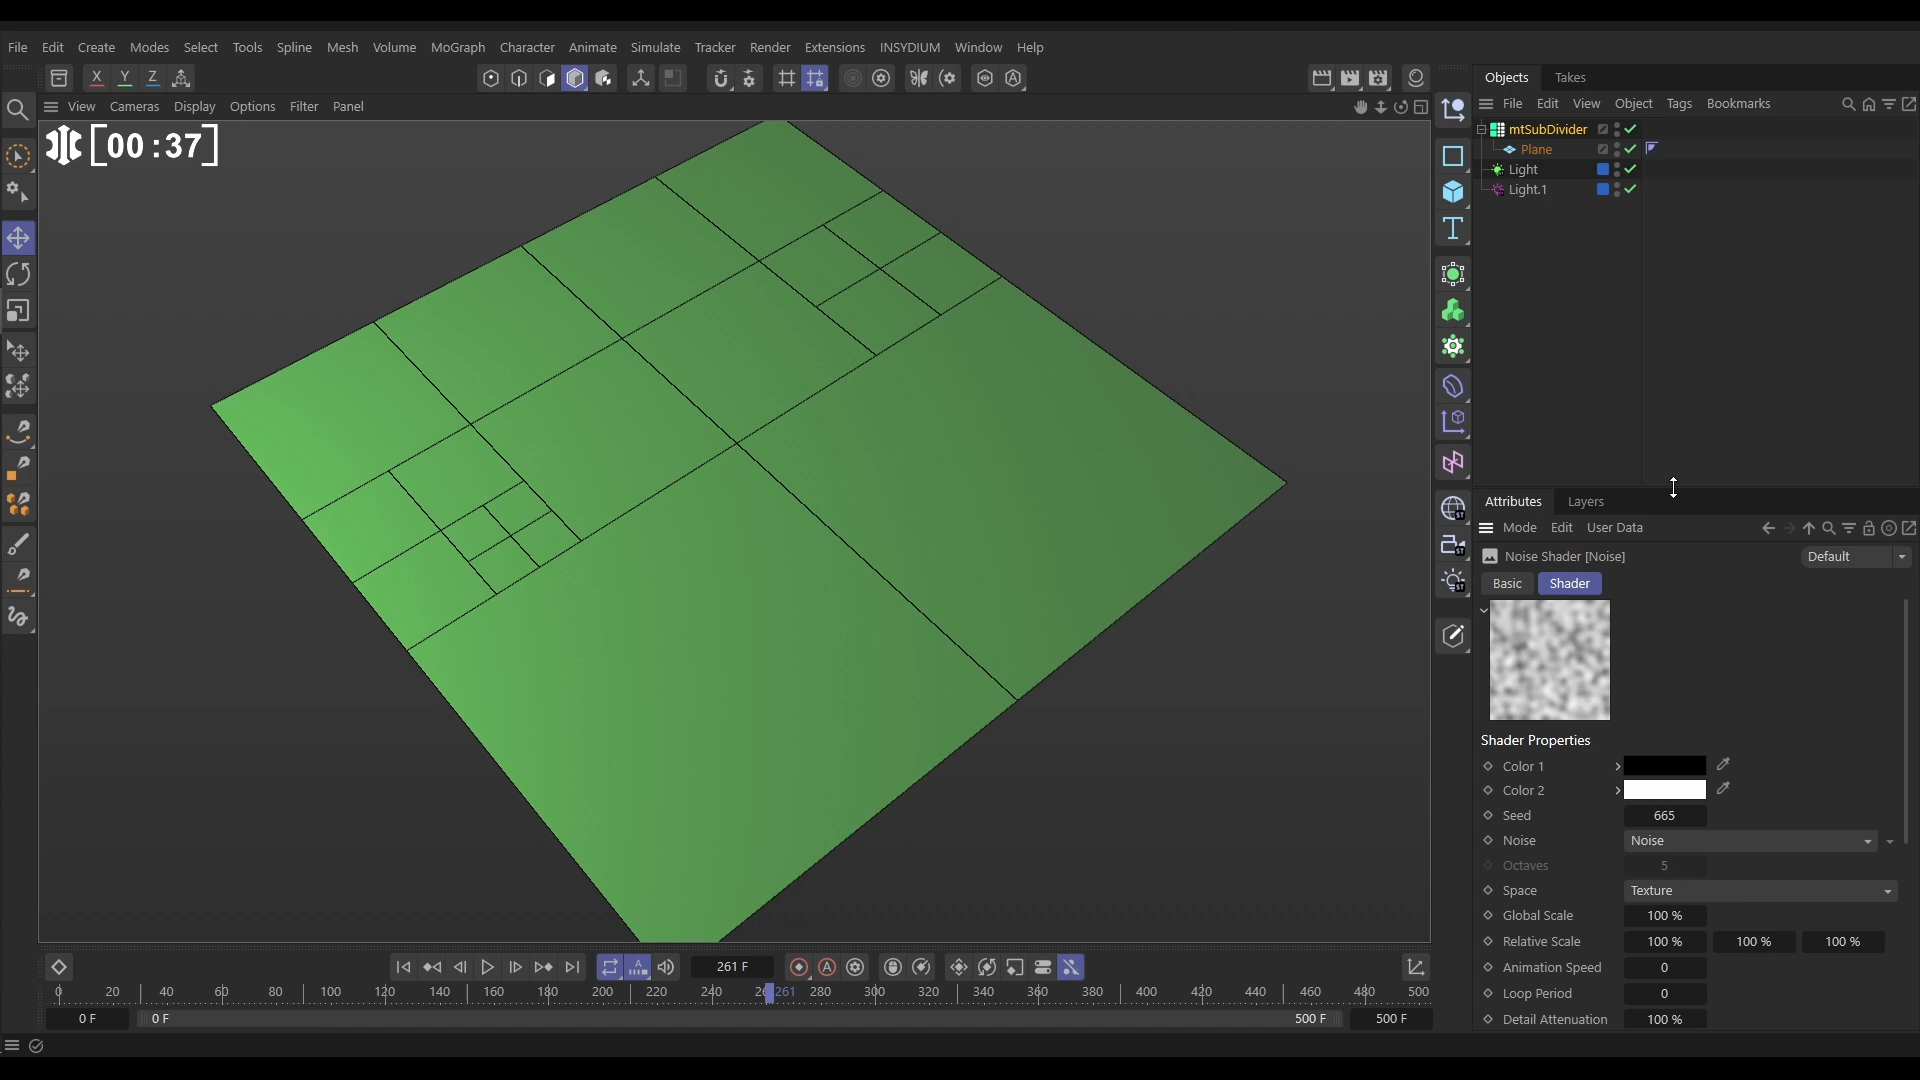 File Edit Create Modes Select Tools Spline Mesh Volume MoGraph Character Animate Simulate Tracker Render Extensions INSYDIUM Window Help
X Y Z
Objects Takes
View Cameras Display Options Filter Panel
File Edit View Object Tags Bookmarks
[00:37]
mtSubDivider
Plane
Light
Light.1
Attributes Layers
Mode Edit User Data
Noise Shader [Noise] Default
Basic Shader
Shader Properties
Color 1
Color 2
Seed 665
Noise Noise
Octaves 5
Space Texture
Global Scale 100 %
Relative Scale 100 % 100 % 100 %
Animation Speed 0
Loop Period 0
Detail Attenuation 100 %
261 F
0 20 40 60 80 100 120 140 160 180 200 220 240 261 280 300 320 340 360 380 400 420 440 460 480 500
0 F 0 F 500 F 500 F